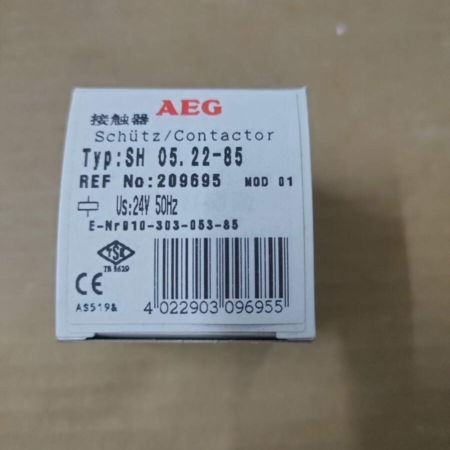 AEG
接触器
Schütz/Contactor
Typ:SH 05.22-85
REF No:209695 MOD 01
Us:24V 50Hz
E-Nr910-303-053-85
TSE
CE
4 022903 096955